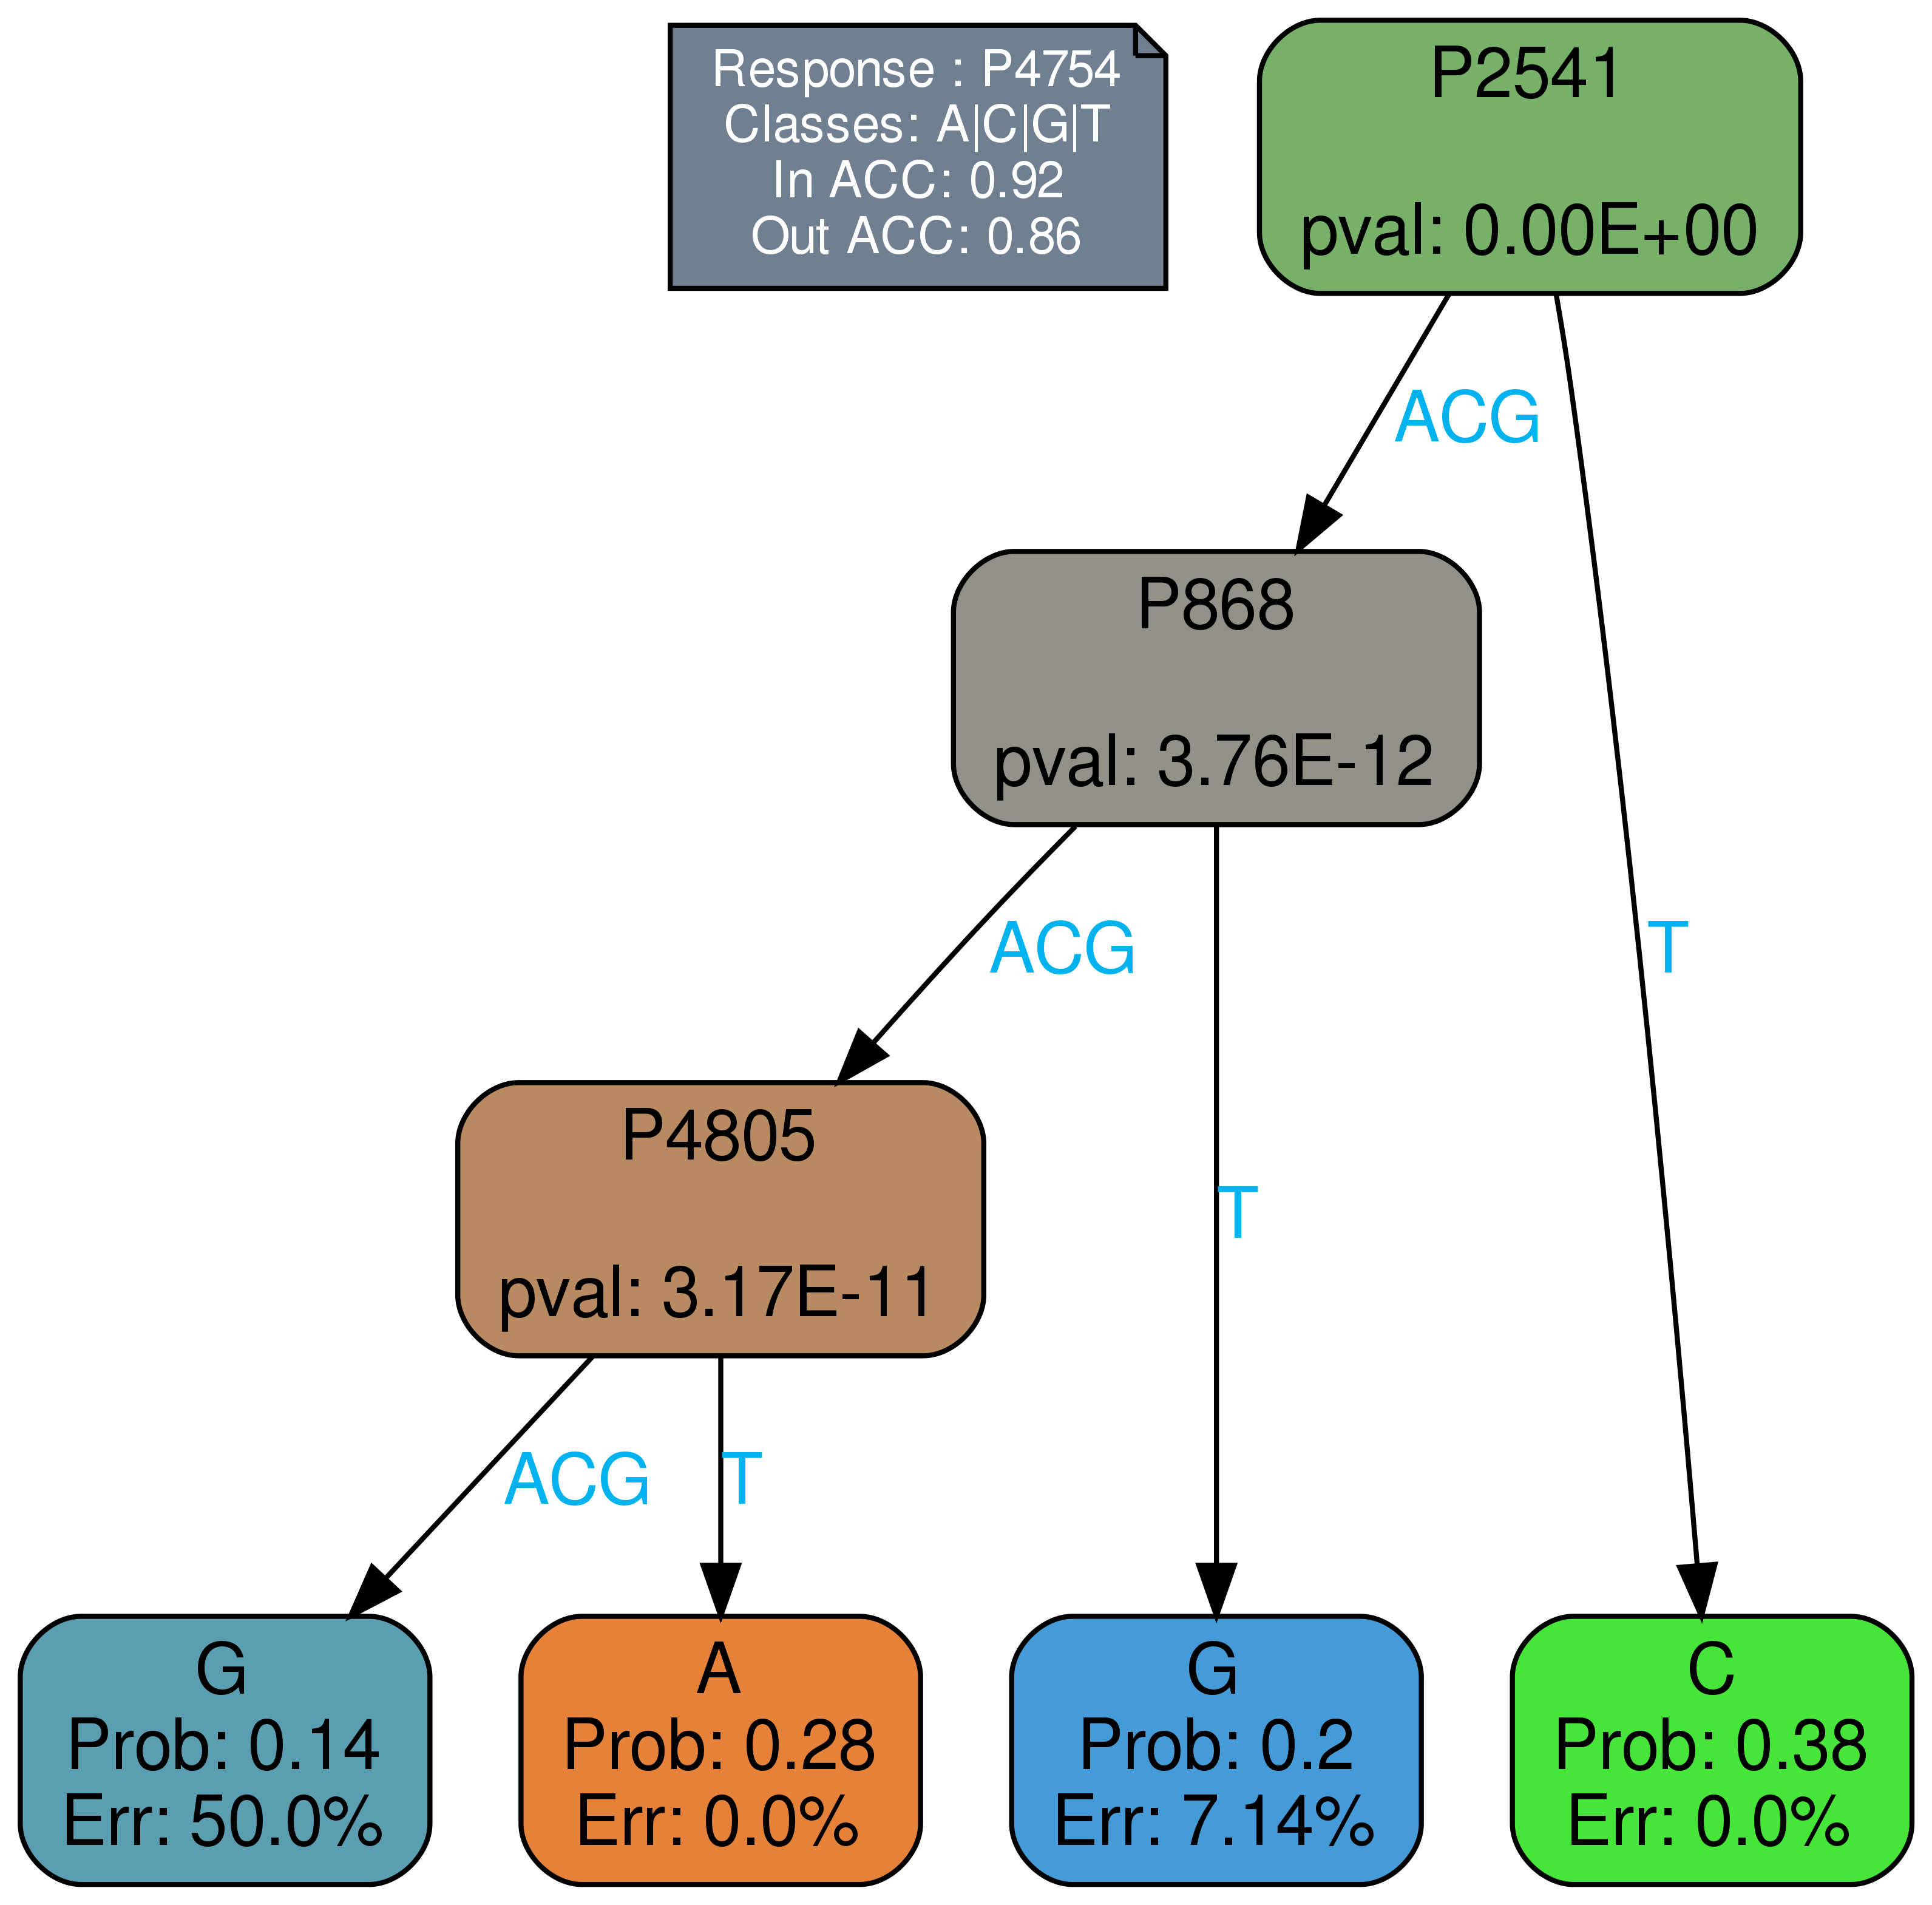 Response : P4754
Classes: A|C|G|T
In ACC: 0.92
Out ACC: 0.86
P2541
pval: 0.00E+00
ACG
P868
pval: 3.76E-12
ACG
T
P4805
pval: 3.17E-11
T
ACG
T
G
Prob: 0.14
Err: 50.0%
A
Prob: 0.28
Err: 0.0%
G
Prob: 0.2
Err: 7.14%
C
Prob: 0.38
Err: 0.0%